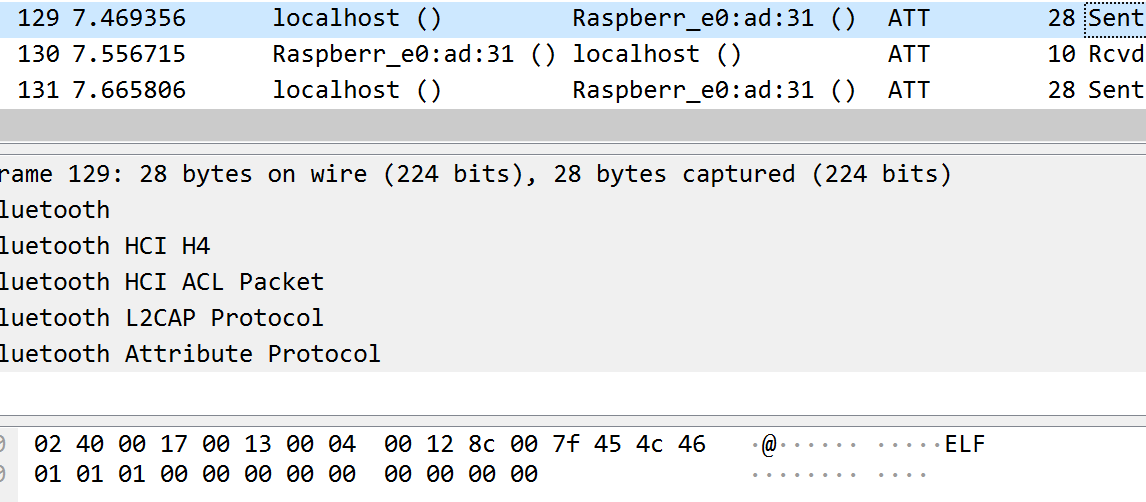 129 7.469356 localhost () Raspberr_e0:ad:31 () ATT 28 Sent
130 7.556715 Raspberr_e0:ad:31 () localhost () ATT 10 Rcvd
131 7.665806 localhost () Raspberr_e0:ad:31 () ATT 28 Sent
rame 129: 28 bytes on wire (224 bits), 28 bytes captured (224 bits)
luetooth
luetooth HCI H4
luetooth HCI ACL Packet
luetooth L2CAP Protocol
luetooth Attribute Protocol
0 02 40 00 17 00 13 00 04 00 12 8c 00 7f 45 4c 46 ·@······ ·····ELF
0 01 01 01 00 00 00 00 00 00 00 00 00 ········ ····